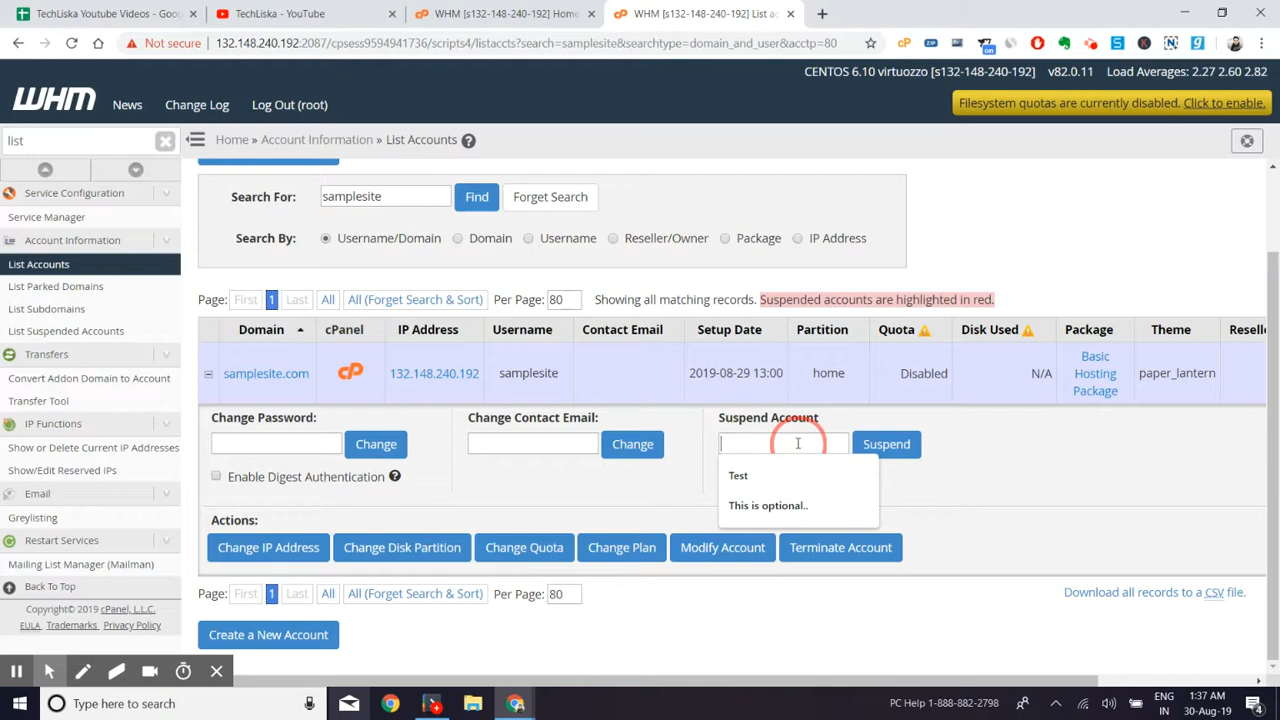 TechLiska Youtube Videos - Goo
TechLiska - YouTube
WHM [s132-148-240-192] Home
WHM [s132-148-240-192] List ac
Not secure
132.148.240.192:2087/cpsess9594941736/scripts4/listaccts?search=samplesite&searchtype=domain_and_user&acctp=80
CENTOS 6.10 virtuozzo [s132-148-240-192] v82.0.11 Load Averages: 2.27 2.60 2.82
WHM
News
Change Log
Log Out (root)
Filesystem quotas are currently disabled. Click to enable.
list
Home » Account Information » List Accounts
Service Configuration
Service Manager
Account Information
List Accounts
List Parked Domains
List Subdomains
List Suspended Accounts
Transfers
Convert Addon Domain to Account
Transfer Tool
IP Functions
Show or Delete Current IP Addresses
Show/Edit Reserved IPs
Email
Greylisting
Restart Services
Mailing List Manager (Mailman)
Back To Top
Copyright© 2019 cPanel, L.L.C.
EULA Trademarks Privacy Policy
Search For: samplesite Find Forget Search
Search By: Username/Domain Domain Username Reseller/Owner Package IP Address
Page: First 1 Last All All (Forget Search & Sort) Per Page: 80 Showing all matching records. Suspended accounts are highlighted in red.
Domain cPanel IP Address Username Contact Email Setup Date Partition Quota Disk Used Package Theme Reselle
samplesite.com cP 132.148.240.192 samplesite 2019-08-29 13:00 home Disabled N/A Basic Hosting Package paper_lantern
Change Password: Change Contact Email: Suspend Account
Change Change Suspend
Enable Digest Authentication
Test
This is optional..
Actions:
Change IP Address Change Disk Partition Change Quota Change Plan Modify Account Terminate Account
Page: First 1 Last All All (Forget Search & Sort) Per Page: 80 Download all records to a CSV file.
Create a New Account
Type here to search
PC Help 1-888-882-2798
ENG
IN
1:37 AM
30-Aug-19
4